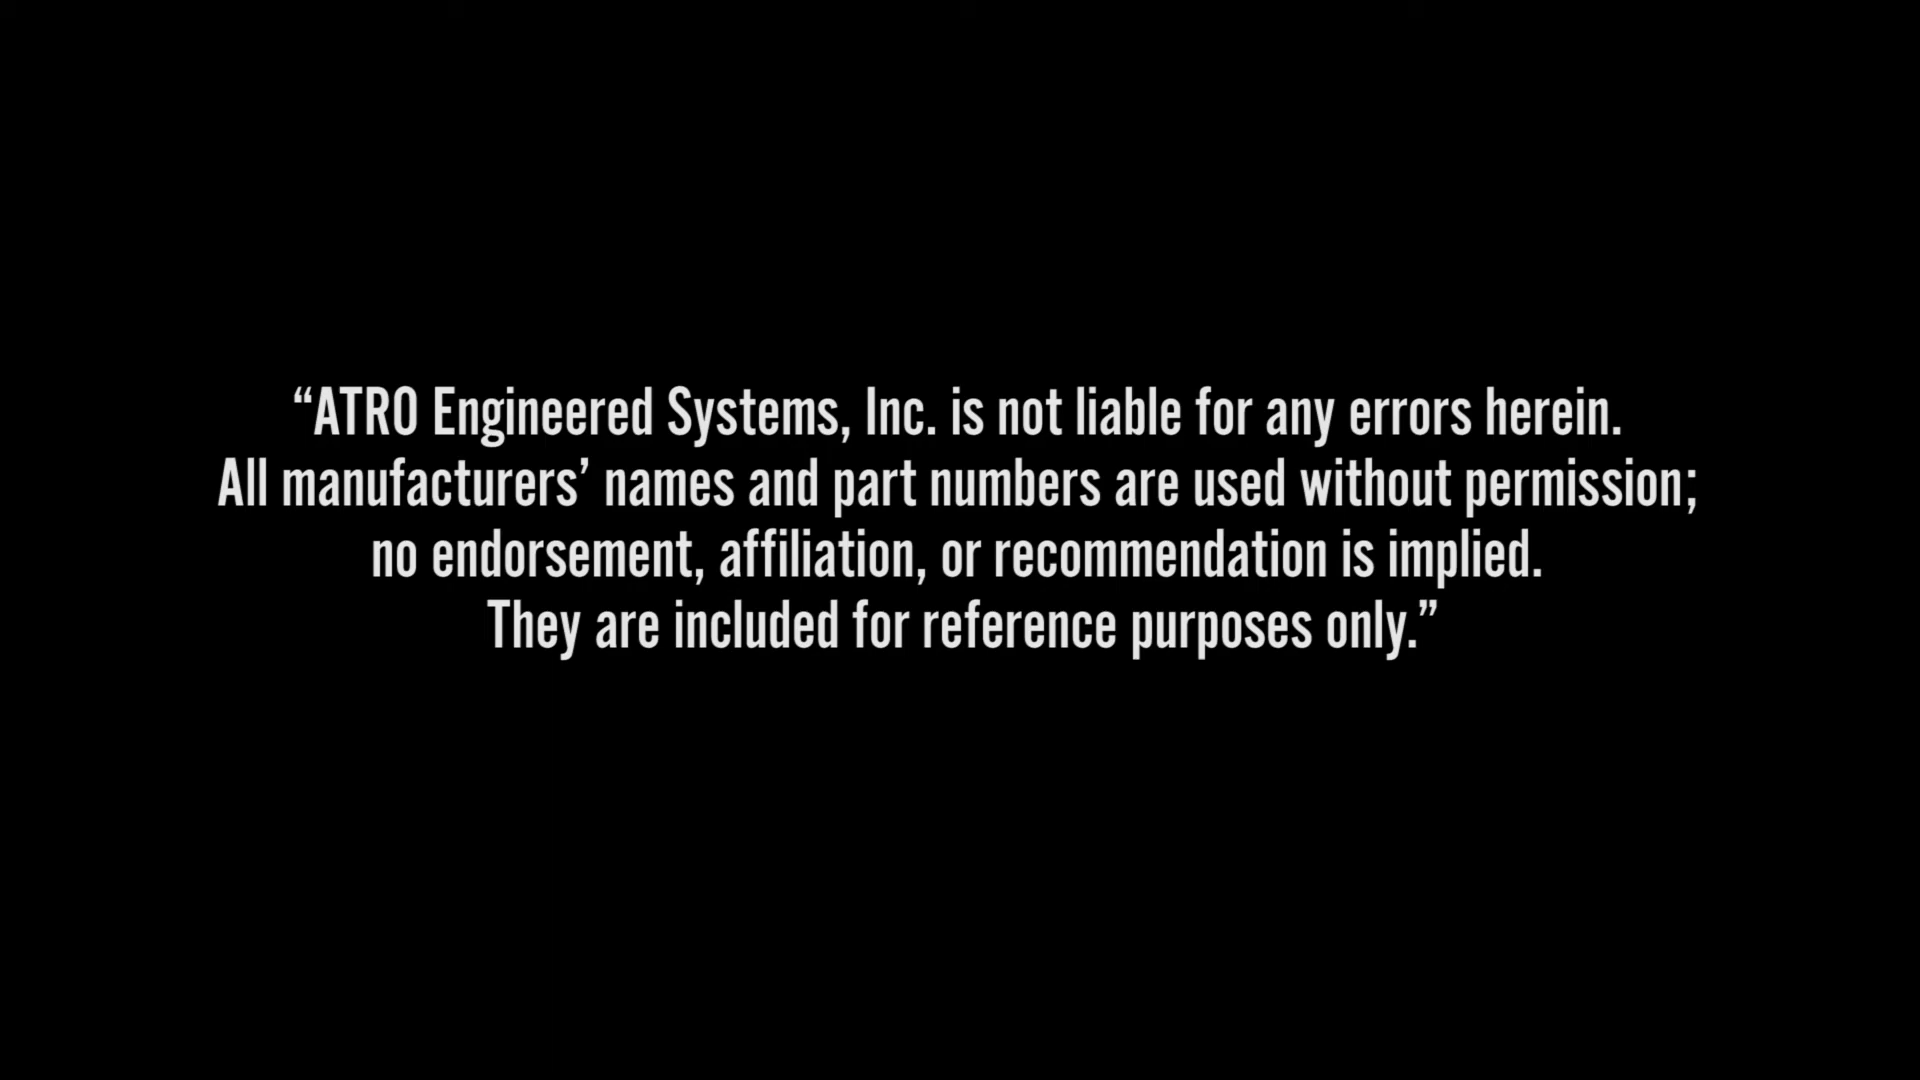 “ATRO Engineered Systems, Inc. is not liable for any errors herein.
All manufacturers’ names and part numbers are used without permission;
no endorsement, affiliation, or recommendation is implied.
They are included for reference purposes only.”